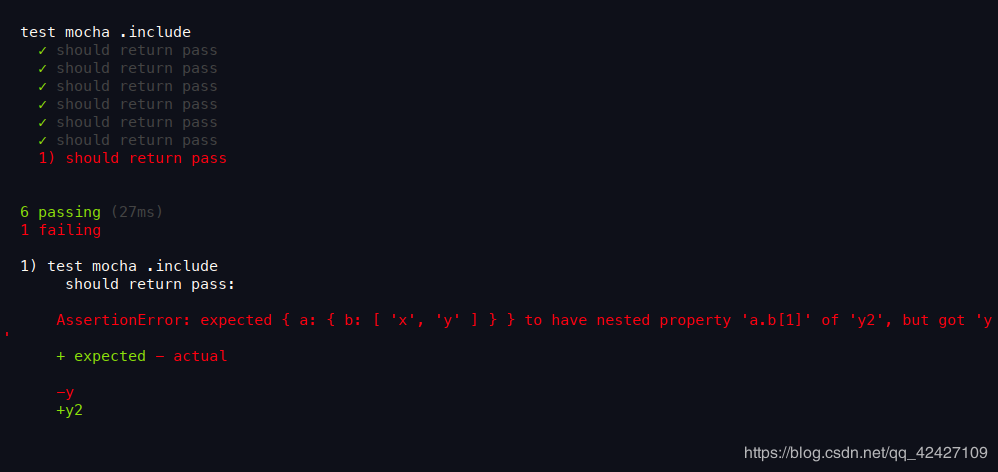 test mocha .include
✓ should return pass
✓ should return pass
✓ should return pass
✓ should return pass
✓ should return pass
✓ should return pass
1) should return pass
6 passing (27ms)
1 failing
1) test mocha .include
should return pass:
AssertionError: expected { a: { b: [ 'x', 'y' ] } } to have nested property 'a.b[1]' of 'y2', but got 'y
'
+ expected - actual
-y
+y2
https://blog.csdn.net/qq_42427109